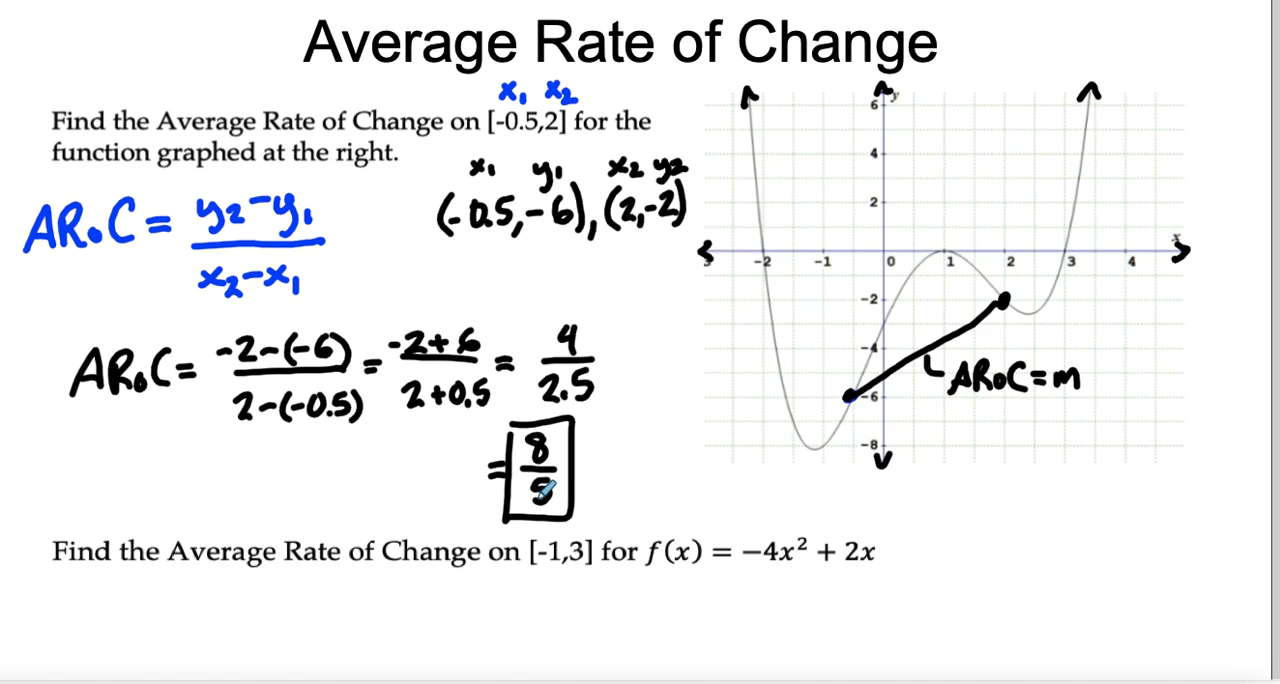 Average Rate of Change
x₁ x₂
Find the Average Rate of Change on [-0.5,2] for the
function graphed at the right.
x₁ y₁ x₂ y₂
(-0.5,-6),(2,-2)
ARoC = y₂-y₁ / x₂-x₁
ARoC = -2-(-6) / 2-(-0.5) = -2+6 / 2+0.5 = 4 / 2.5
= 8 / 5
y
6
4
2
-2 -1 0 1 2 3 4 x
-2
-4
-6
-8
ARoC=m
Find the Average Rate of Change on [-1,3] for f(x) = −4x² + 2x